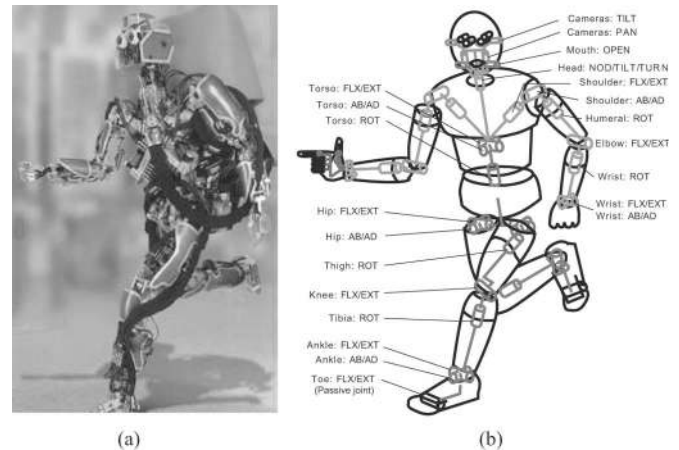 Cameras: TILT
Cameras: PAN
Mouth: OPEN
Head: NOD/TILT/TURN
Shoulder: FLX/EXT
Shoulder: AB/AD
Humeral: ROT
Elbow: FLX/EXT
Wrist: ROT
Wrist: FLX/EXT
Wrist: AB/AD
Torso: FLX/EXT
Torso: AB/AD
Torso: ROT
Hip: FLX/EXT
Hip: AB/AD
Thigh: ROT
Knee: FLX/EXT
Tibia: ROT
Ankle: FLX/EXT
Ankle: AB/AD
Toe: FLX/EXT
(Passive joint)
(a)
(b)